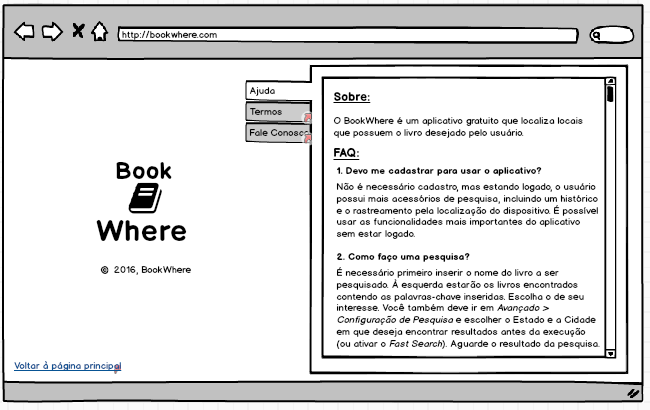 http://bookwhere.com
Ajuda
Termos
Fale Conosco
Book
Where
© 2016, BookWhere
Voltar à página principal
Sobre:
O BookWhere é um aplicativo gratuito que localiza locais
que possuem o livro desejado pelo usuário.
FAQ:
1. Devo me cadastrar para usar o aplicativo?
Não é necessário cadastro, mas estando logado, o usuário
possui mais acessórios de pesquisa, incluindo um histórico
e o rastreamento pela localização do dispositivo. É possível
usar as funcionalidades mais importantes do aplicativo
sem estar logado.
2. Como faço uma pesquisa?
É necessário primeiro inserir o nome do livro a ser
pesquisado. À esquerda estarão os livros encontrados
contendo as palavras-chave inseridas. Escolha o de seu
interesse. Você também deve ir em Avançado >
Configuração de Pesquisa e escolher o Estado e a Cidade
em que deseja encontrar resultados antes da execução
(ou ativar o Fast Search). Aguarde o resultado da pesquisa.